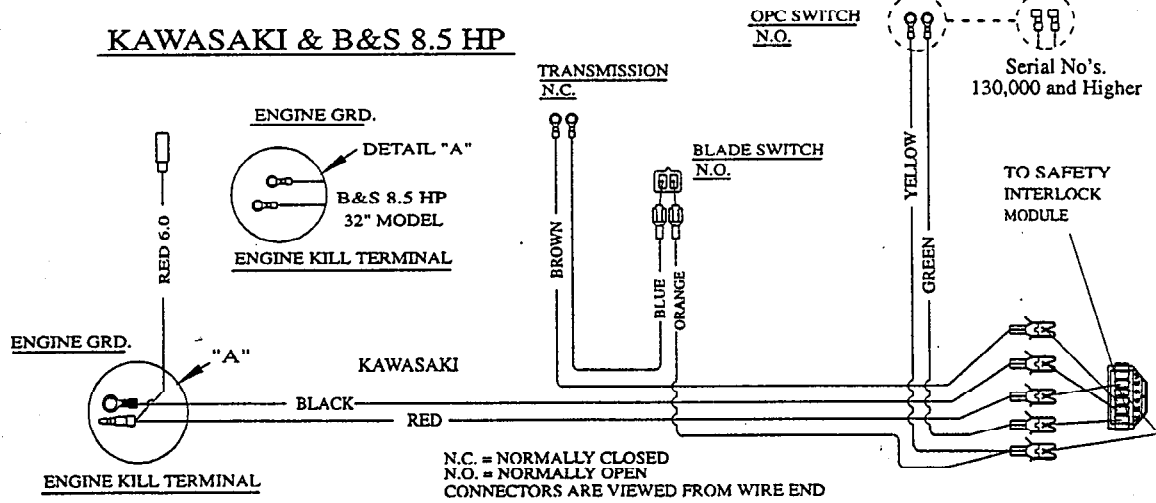 OPC SWITCH
N.O.
KAWASAKI & B&S 8.5 HP
Serial No's.
130,000 and Higher
TRANSMISSION
N.C.
ENGINE GRD.
DETAIL "A"
BLADE SWITCH
N.O.
B&S 8.5 HP
32" MODEL
ENGINE KILL TERMINAL
RED 6.0
BROWN
BLUE
ORANGE
YELLOW
GREEN
TO SAFETY
INTERLOCK
MODULE
ENGINE GRD.
"A"
KAWASAKI
BLACK
RED
ENGINE KILL TERMINAL
N.C. = NORMALLY CLOSED
N.O. = NORMALLY OPEN
CONNECTORS ARE VIEWED FROM WIRE END